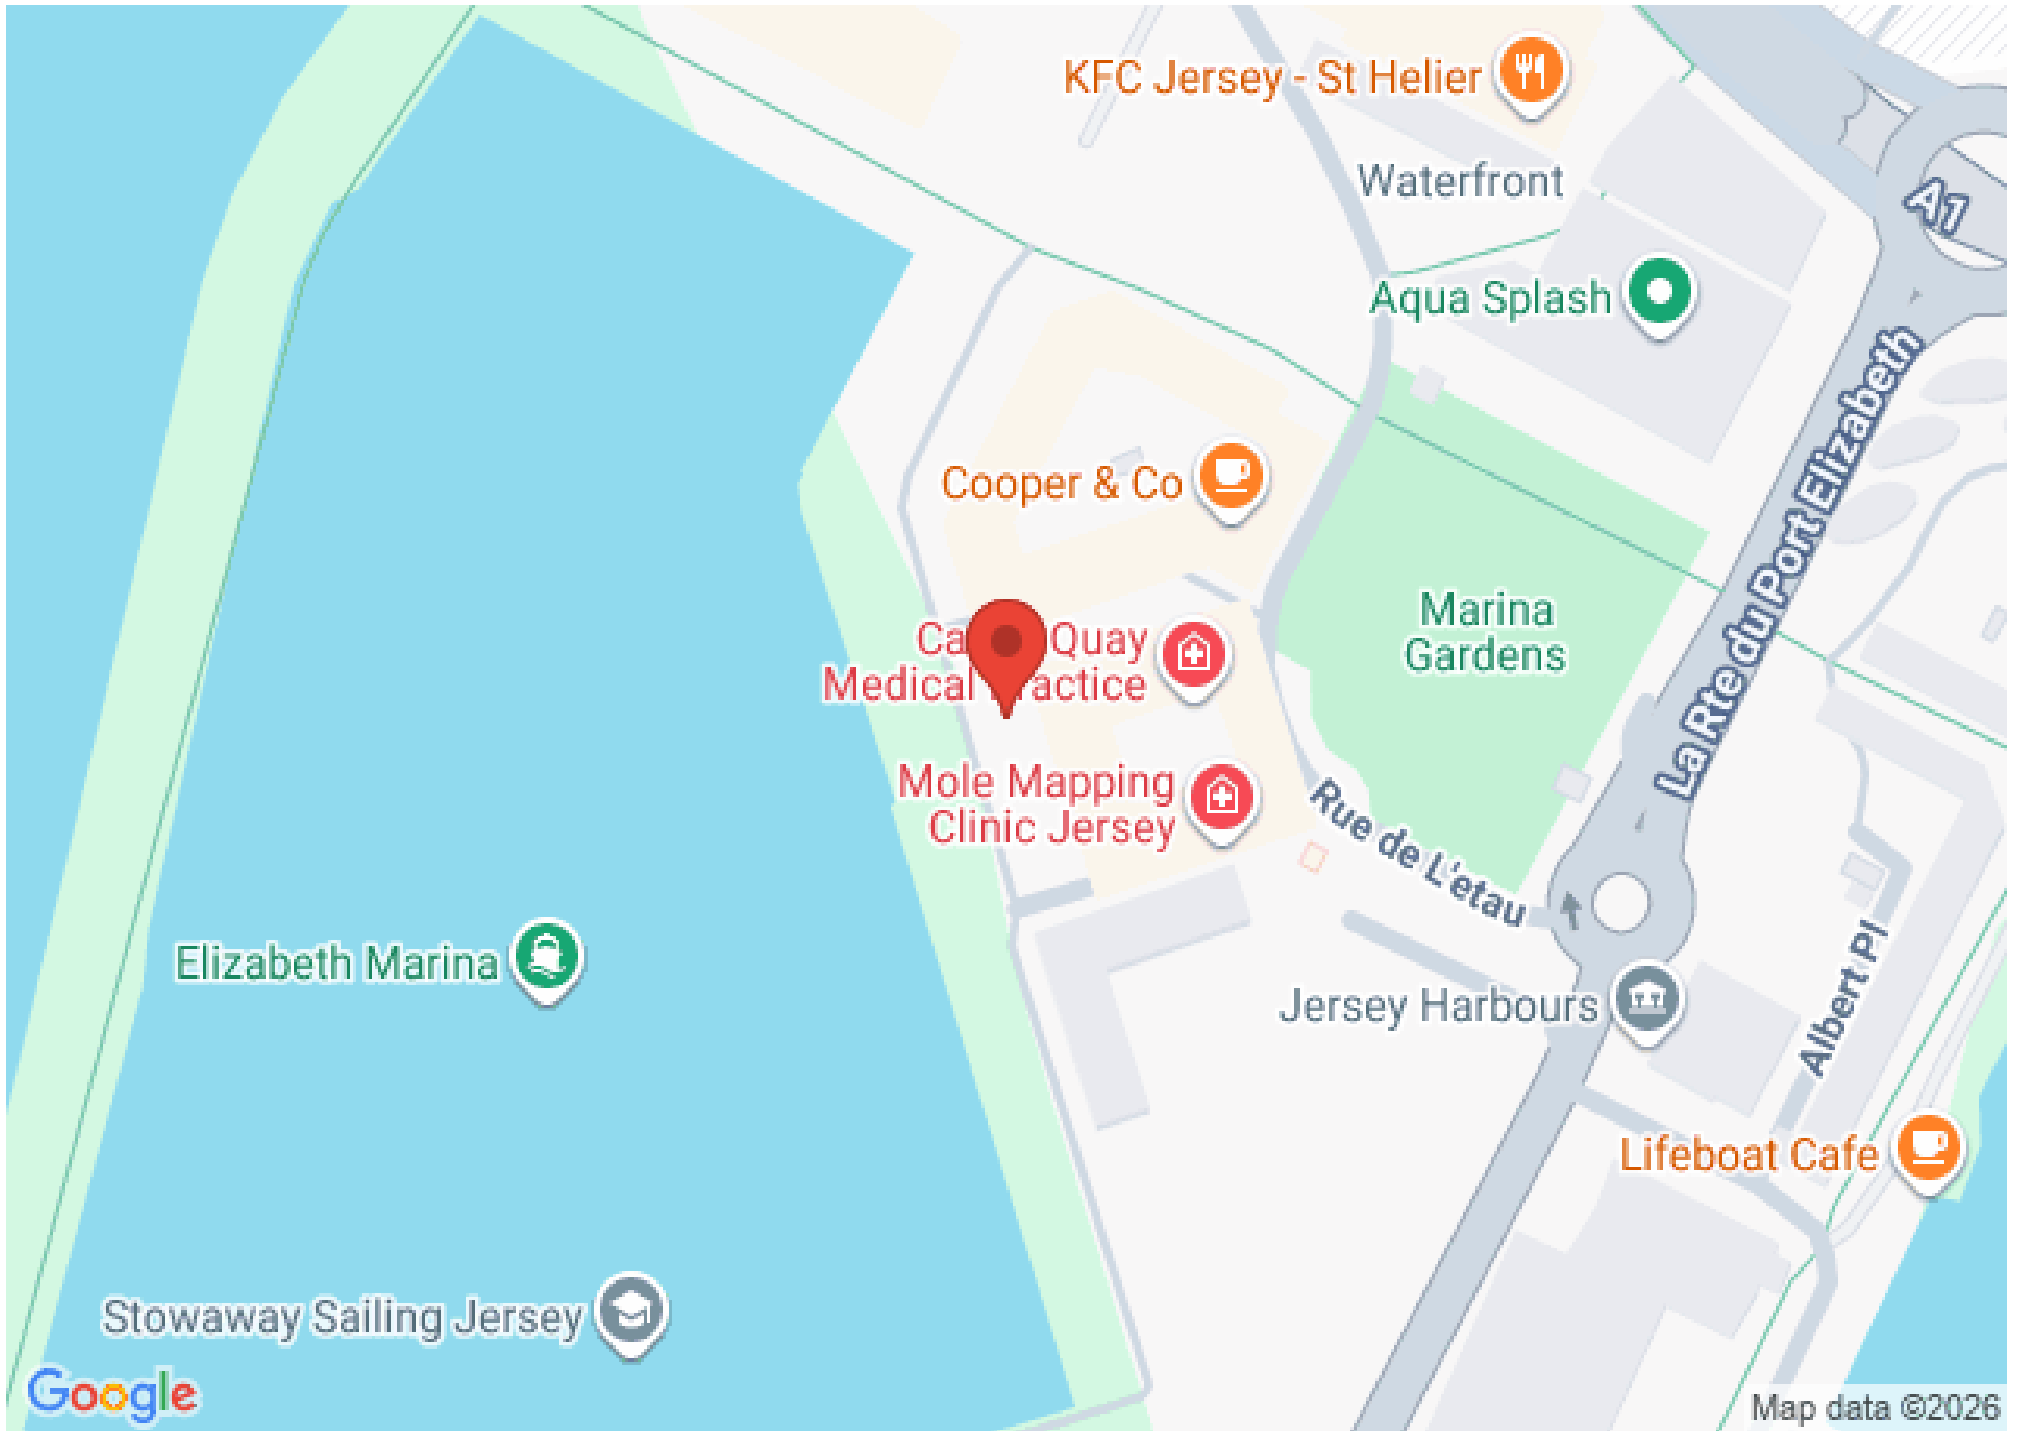 KFC Jersey - St Helier
Waterfront
A1
Aqua Splash
La Rte du Port Elizabeth
Cooper & Co
Marina
Gardens
Quay
Medical
Mole Mapping
Clinic Jersey
Rue de L'etau
Elizabeth Marina
Jersey Harbours
Albert Pl
Lifeboat Cafe
Stowaway Sailing Jersey
Google
Map data ©2026